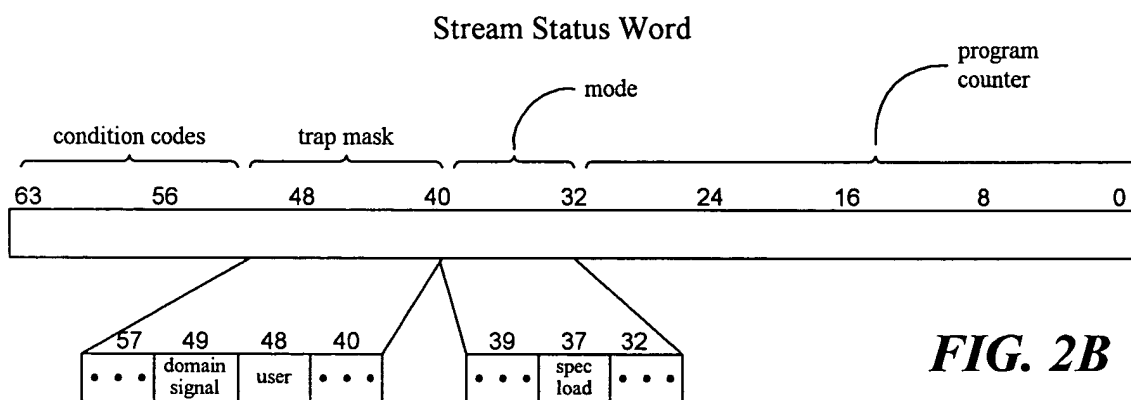 Stream Status Word
program
counter
mode
condition codes
trap mask
63 56 48 40 32 24 16 8 0
57 49 48 40 39 37 32
• • • domain signal user • • • • • • spec load • • •
FIG. 2B